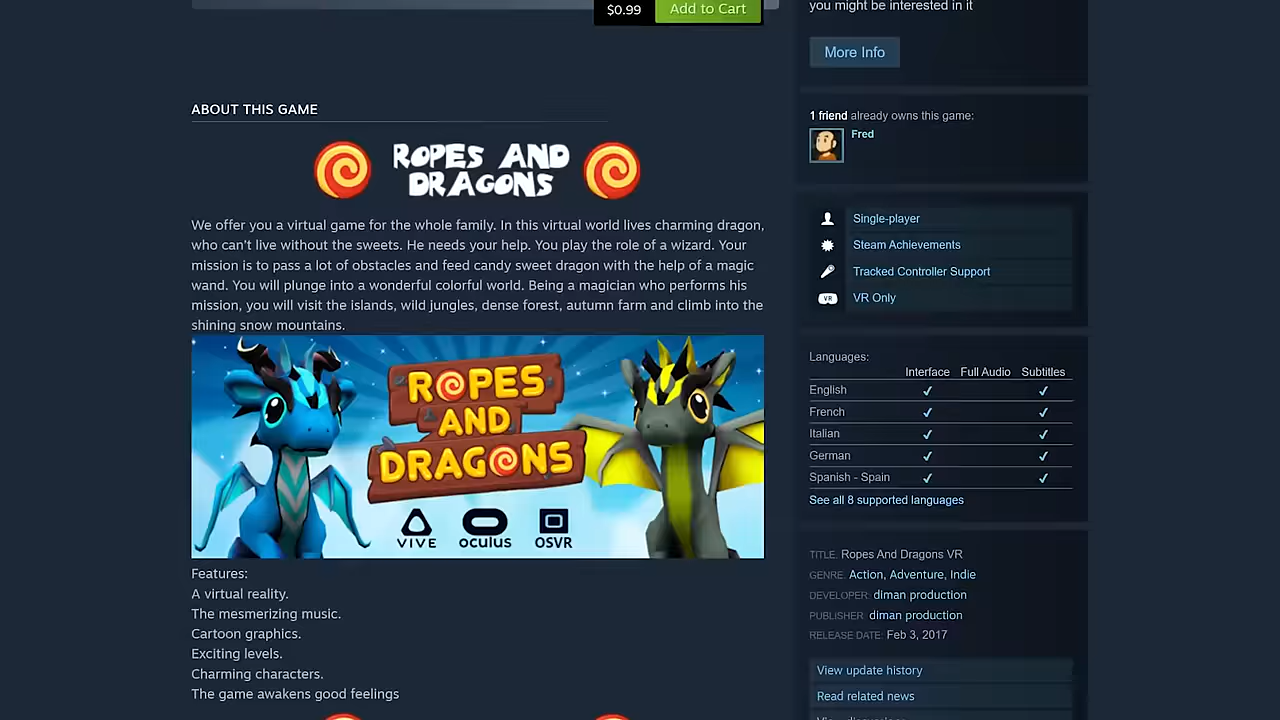 $0.99 Add to Cart
ABOUT THIS GAME
ROPES AND
DRAGONS
We offer you a virtual game for the whole family. In this virtual world lives charming dragon,
who can't live without the sweets. He needs your help. You play the role of a wizard. Your
mission is to pass a lot of obstacles and feed candy sweet dragon with the help of a magic
wand. You will plunge into a wonderful colorful world. Being a magician who performs his
mission, you will visit the islands, wild jungles, dense forest, autumn farm and climb into the
shining snow mountains.
ROPES
AND
DRAGONS
VIVE oculus OSVR
Features:
A virtual reality.
The mesmerizing music.
Cartoon graphics.
Exciting levels.
Charming characters.
The game awakens good feelings
you might be interested in it
More Info
1 friend already owns this game:
Fred
Single-player
Steam Achievements
Tracked Controller Support
VR VR Only
Languages:
Interface Full Audio Subtitles
English ✓ ✓
French ✓ ✓
Italian ✓ ✓
German ✓ ✓
Spanish - Spain ✓ ✓
See all 8 supported languages
TITLE: Ropes And Dragons VR
GENRE: Action, Adventure, Indie
DEVELOPER: diman production
PUBLISHER: diman production
RELEASE DATE: Feb 3, 2017
View update history
Read related news